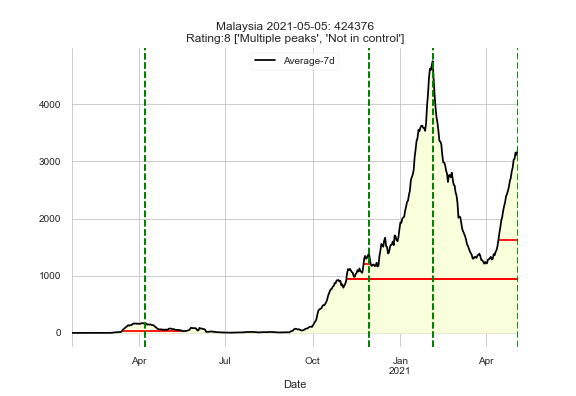 Malaysia 2021-05-05: 424376
Rating:8 ['Multiple peaks', 'Not in control']
Average-7d
4000
3000
2000
1000
0
Apr
Jul
Oct
Jan
2021
Apr
Date